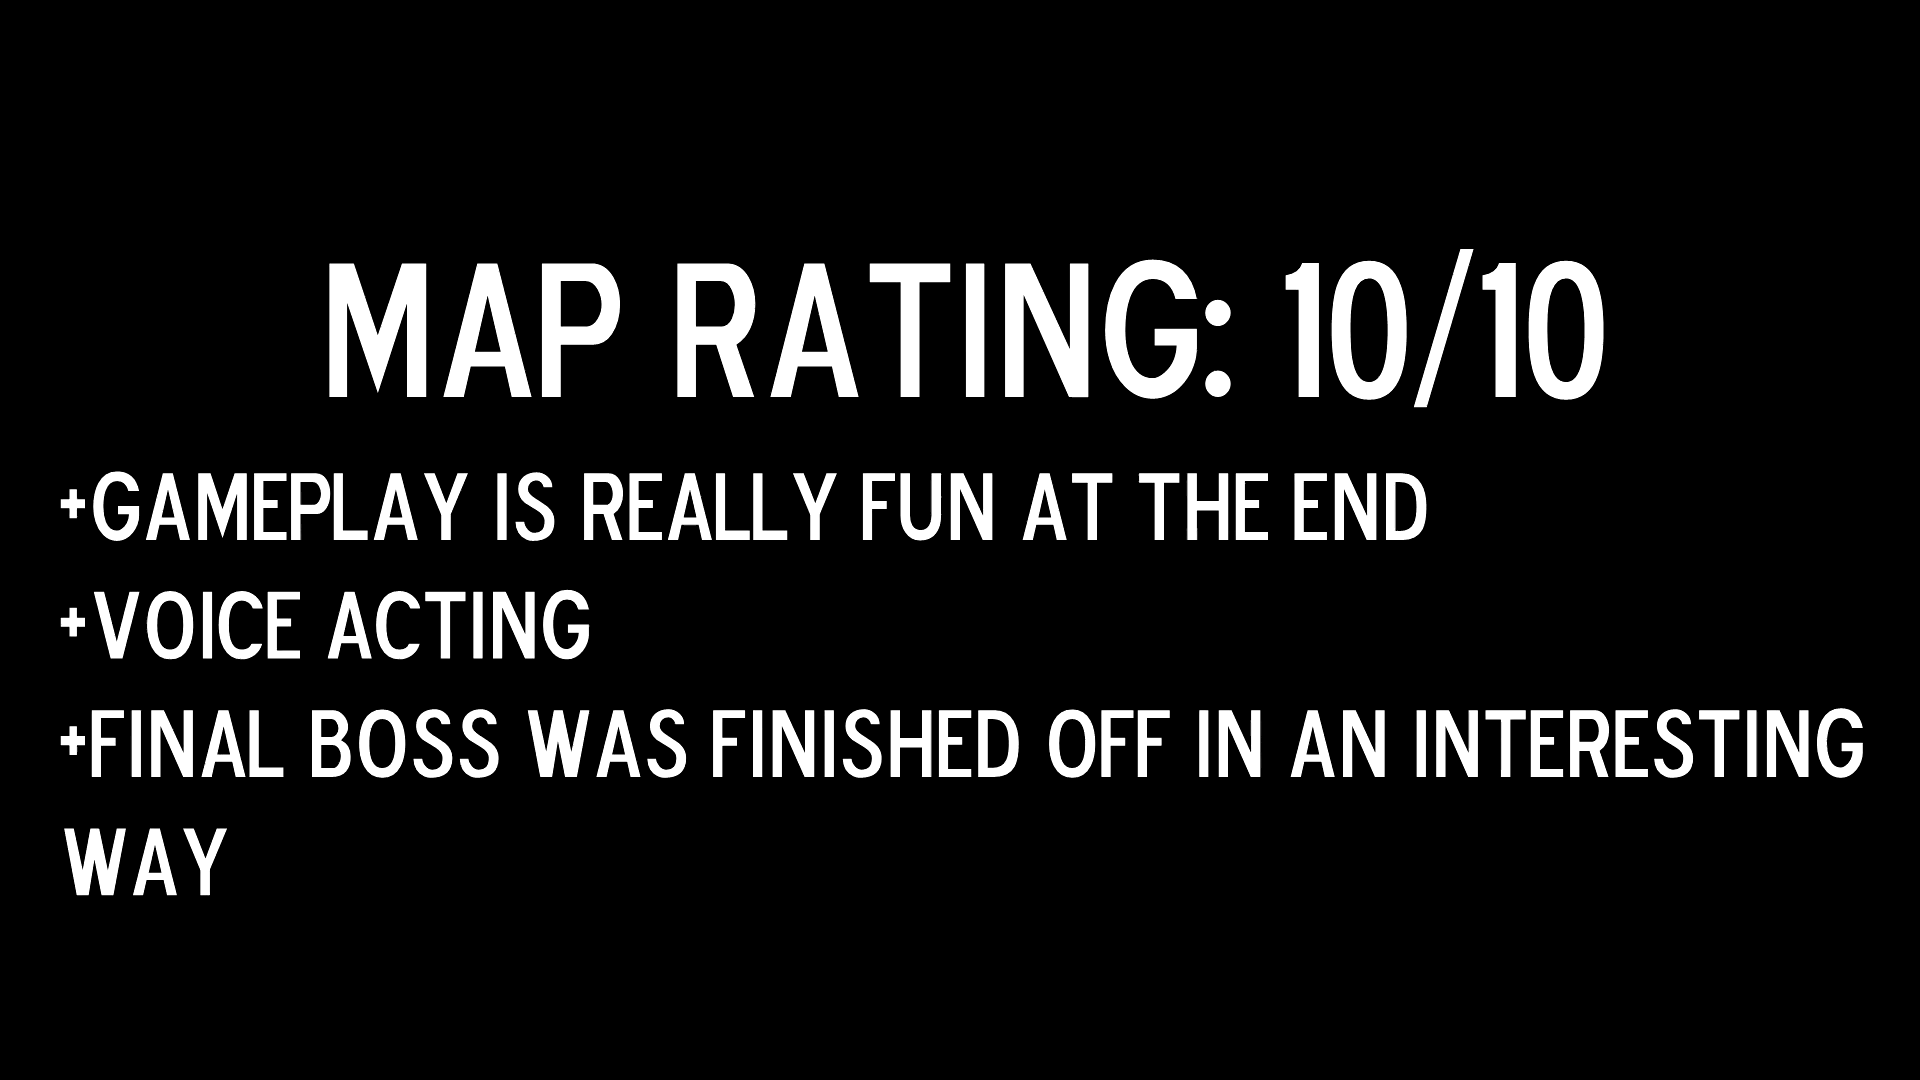 MAP RATING: 10/10
+GAMEPLAY IS REALLY FUN AT THE END
+VOICE ACTING
+FINAL BOSS WAS FINISHED OFF IN AN INTERESTING
WAY